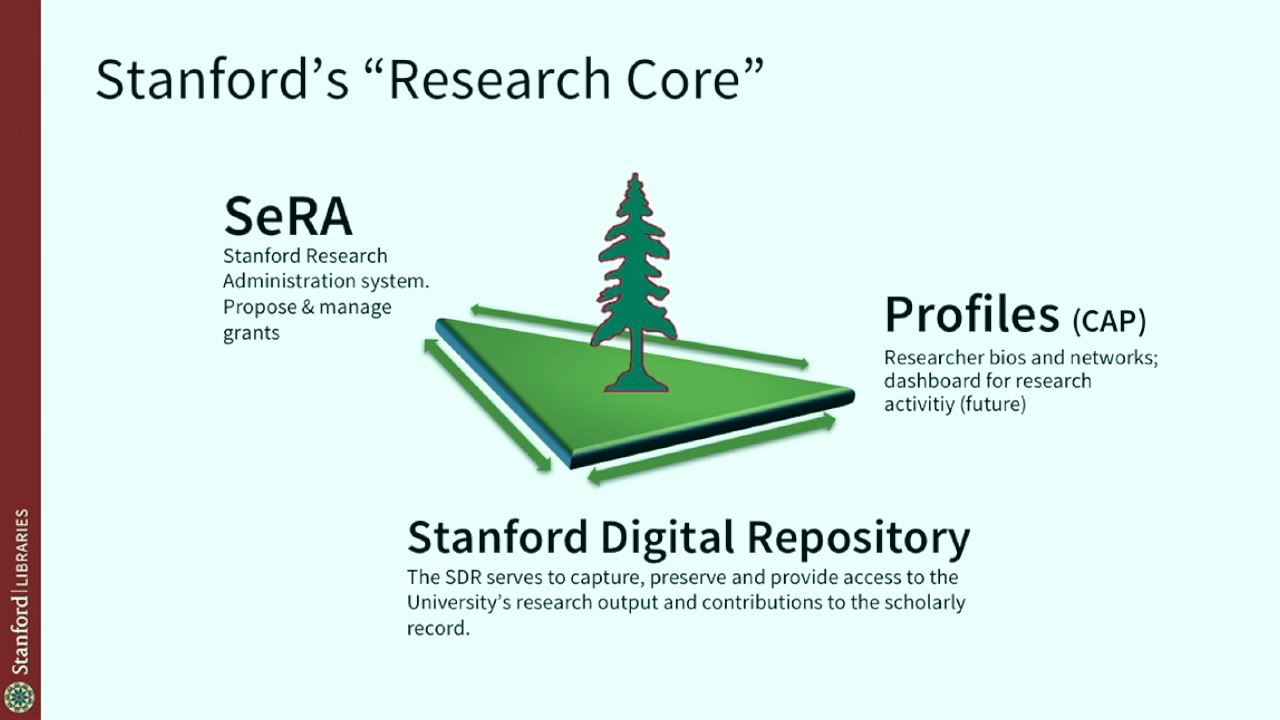 Stanford's “Research Core”
SeRA
Stanford Research
Administration system.
Propose & manage
grants
Profiles (CAP)
Researcher bios and networks;
dashboard for research
activitiy (future)
Stanford Digital Repository
The SDR serves to capture, preserve and provide access to the
University's research output and contributions to the scholarly
record.
Stanford | LIBRARIES